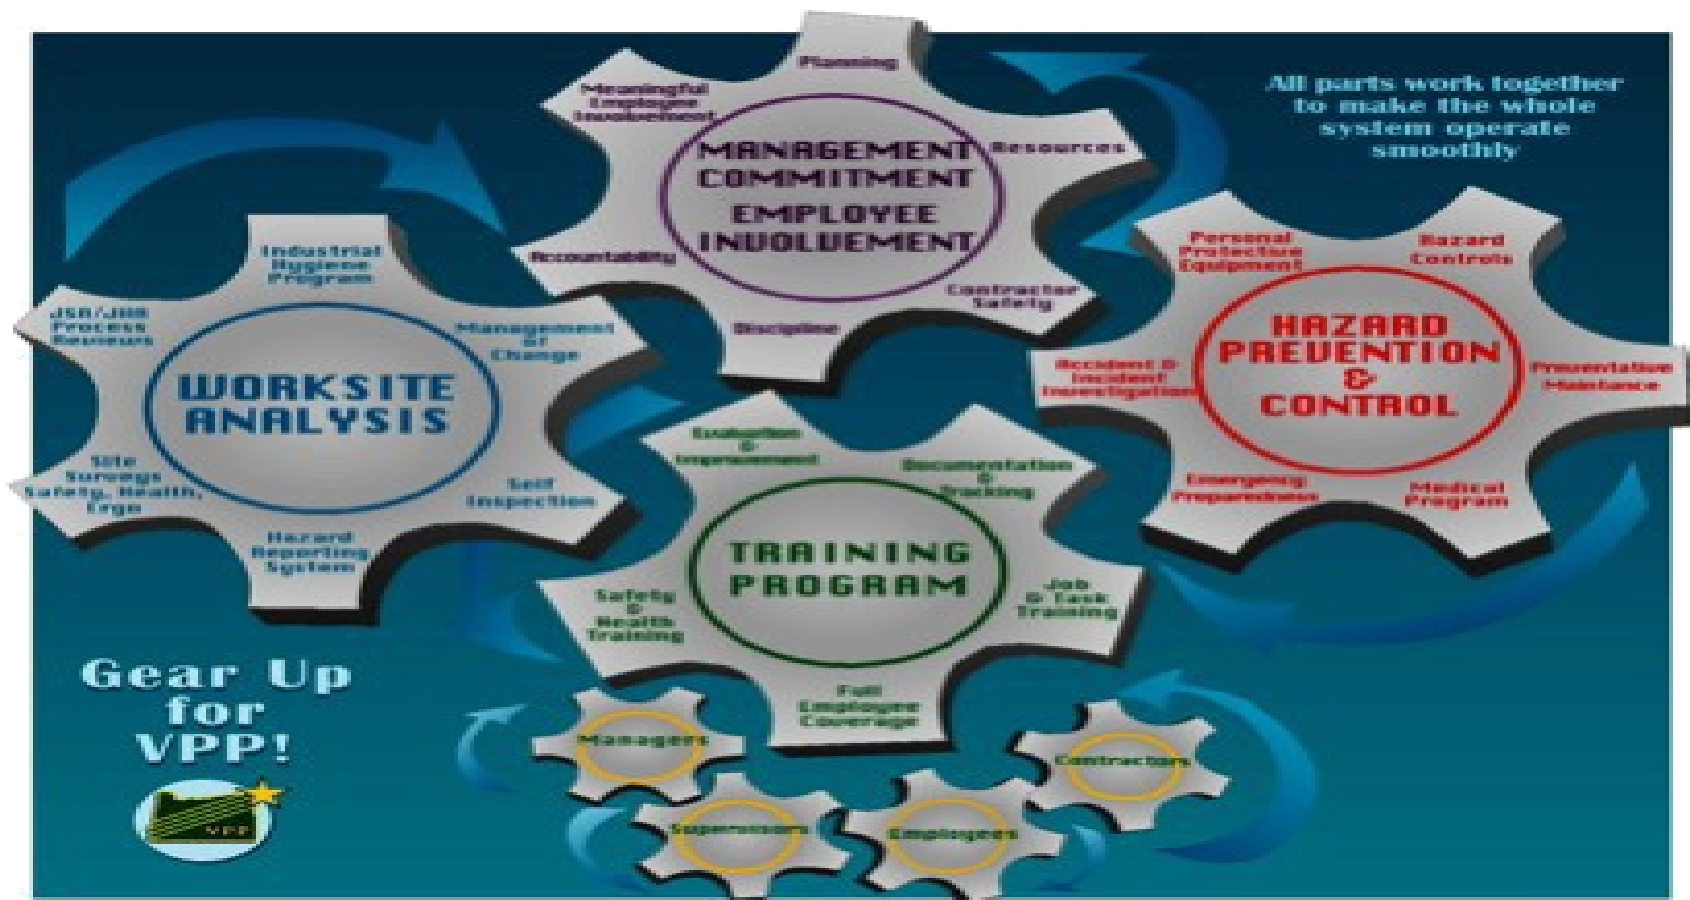 All parts work together
to make the whole
system operate
smoothly
Planning
Meaningful
Employee
Involvement
Resources
MANAGEMENT
COMMITMENT
EMPLOYEE
INVOLVEMENT
Accountability
Contractor
Safety
Discipline
Industrial
Hygiene
Program
JSA/JHA
Process
Reviews
Management
of
Change
WORKSITE
ANALYSIS
Site
Surveys
Safety, Health,
Ergo
Self
Inspection
Hazard
Reporting
System
Personal
Protective
Equipment
Hazard
Controls
HAZARD
PREVENTION
&
CONTROL
Accident &
Incident
Investigation
Preventative
Maintance
Emergency
Preparedness
Medical
Program
Evaluation
&
Improvement
Documentation
&
Tracking
TRAINING
PROGRAM
Safety
&
Health
Training
Job
& Task
Training
Full
Employee
Coverage
Managers
Supervisors
Employees
Contractors
Gear Up
for
VPP!
VPP